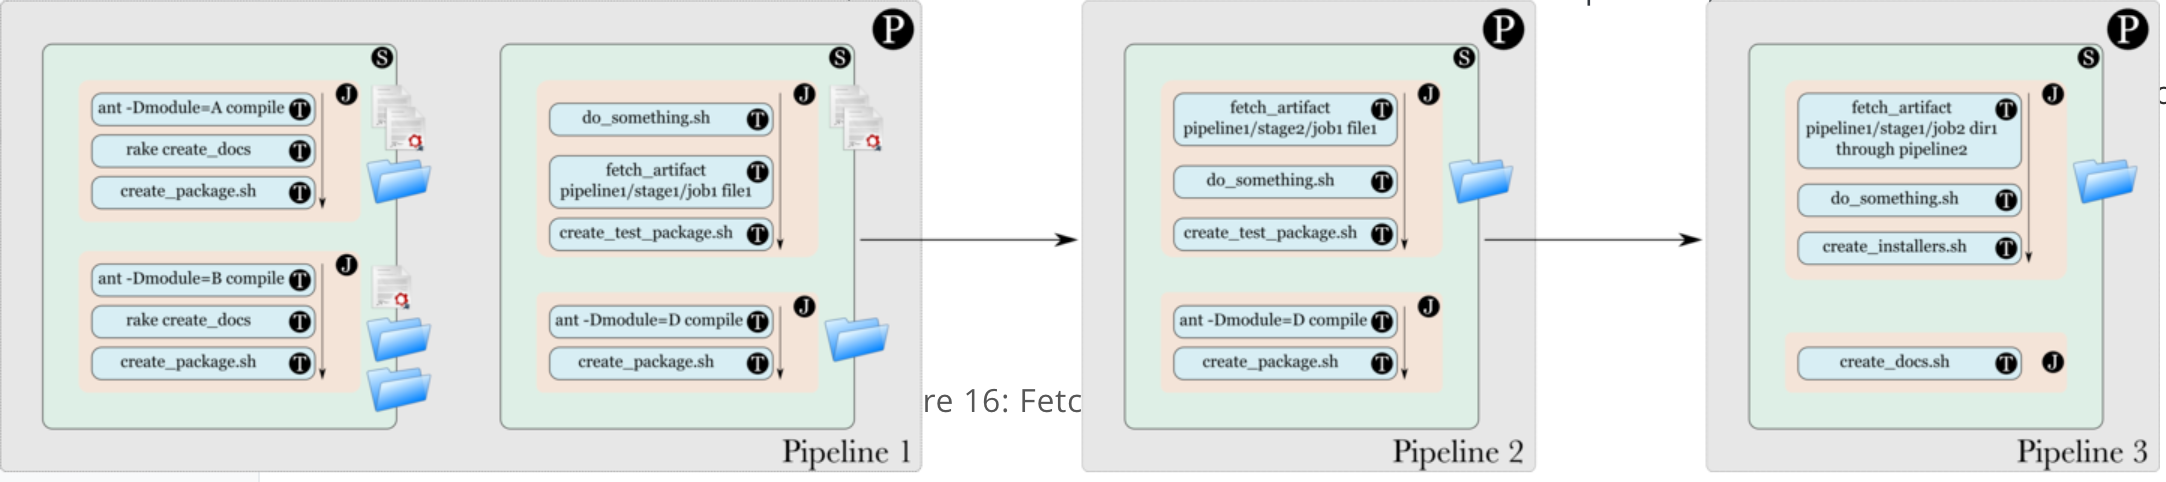 P
S
J
ant -Dmodule=A compile T
rake create_docs T
create_package.sh T
J
ant -Dmodule=B compile T
rake create_docs T
create_package.sh T
S
J
do_something.sh T
fetch_artifact T
pipeline1/stage1/job1 file1
create_test_package.sh T
J
ant -Dmodule=D compile T
create_package.sh T
Pipeline 1
re 16: Fetc
P
S
J
fetch_artifact T
pipeline1/stage2/job1 file1
do_something.sh T
create_test_package.sh T
J
ant -Dmodule=D compile T
create_package.sh T
Pipeline 2
P
S
J
fetch_artifact T
pipeline1/stage1/job2 dir1
through pipeline2
do_something.sh T
create_installers.sh T
create_docs.sh T
J
Pipeline 3